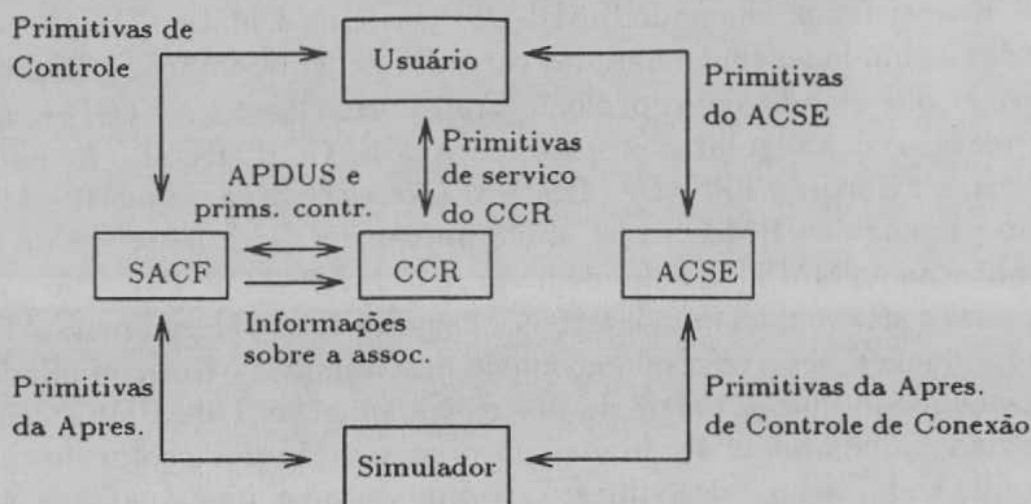 Primitivas de
Controle
Usuário
Primitivas
do ACSE
Primitivas
de servico
do CCR
APDUS e
prims. contr.
SACF
CCR
ACSE
Informações
sobre a assoc.
Primitivas
da Apres.
Simulador
Primitivas da Apres.
de Controle de Conexão